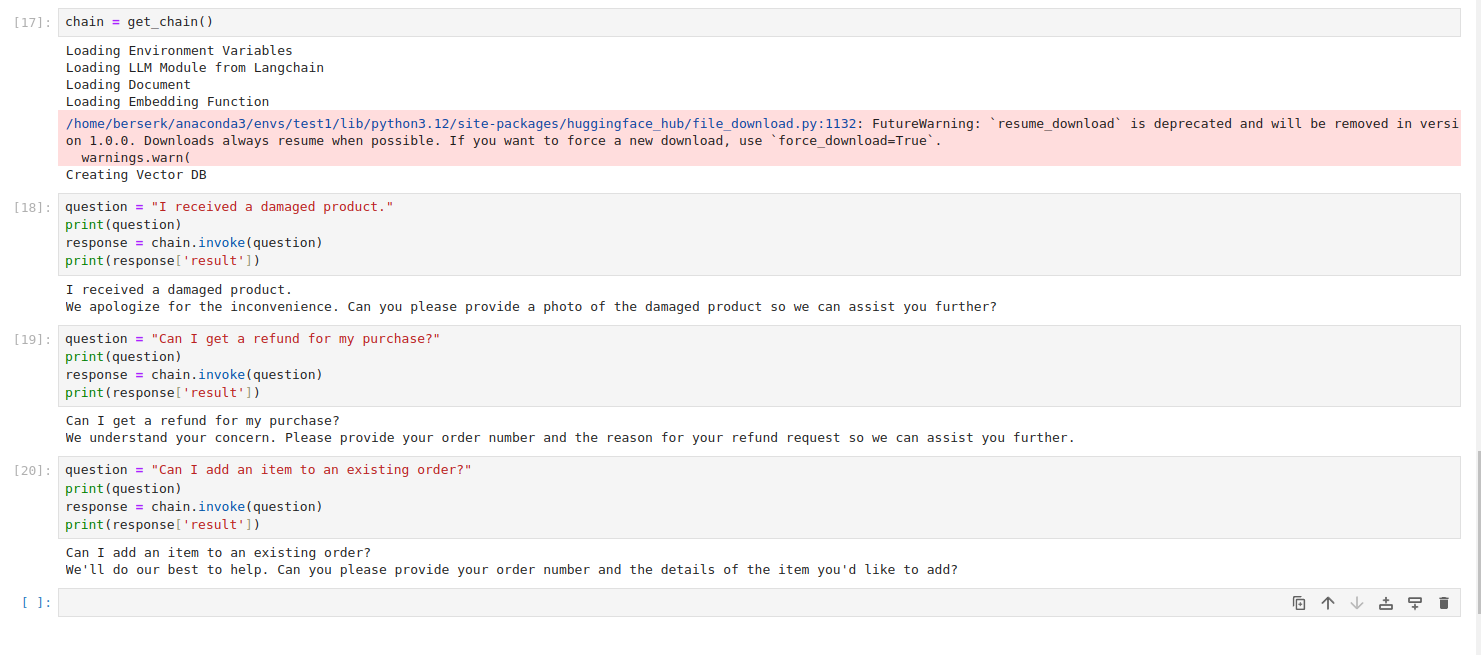 [17]: chain = get_chain()
Loading Environment Variables
Loading LLM Module from Langchain
Loading Document
Loading Embedding Function
/home/berserk/anaconda3/envs/test1/lib/python3.12/site-packages/huggingface_hub/file_download.py:1132: FutureWarning: `resume_download` is deprecated and will be removed in versi
on 1.0.0. Downloads always resume when possible. If you want to force a new download, use `force_download=True`.
  warnings.warn(
Creating Vector DB
[18]: question = "I received a damaged product."
print(question)
response = chain.invoke(question)
print(response['result'])
I received a damaged product.
We apologize for the inconvenience. Can you please provide a photo of the damaged product so we can assist you further?
[19]: question = "Can I get a refund for my purchase?"
print(question)
response = chain.invoke(question)
print(response['result'])
Can I get a refund for my purchase?
We understand your concern. Please provide your order number and the reason for your refund request so we can assist you further.
[20]: question = "Can I add an item to an existing order?"
print(question)
response = chain.invoke(question)
print(response['result'])
Can I add an item to an existing order?
We'll do our best to help. Can you please provide your order number and the details of the item you'd like to add?
[ ]: